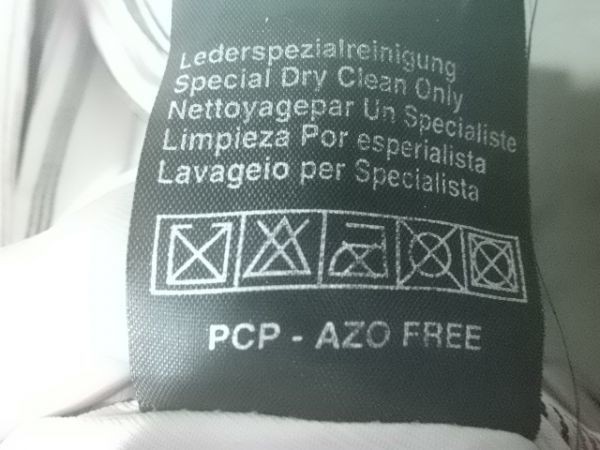 Lederspezialreinigung
Special Dry Clean Only
Nettoyagepar Un Specialiste
Limpieza Por esperialista
Lavageio per Specialista
PCP - AZO FREE